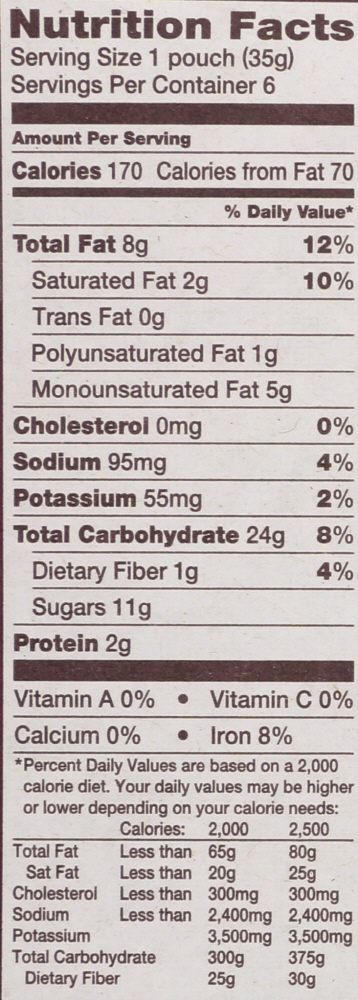 Nutrition Facts
Serving Size 1 pouch (35g)
Servings Per Container 6
Amount Per Serving
Calories 170 Calories from Fat 70
% Daily Value*
Total Fat 8g 12%
Saturated Fat 2g 10%
Trans Fat 0g
Polyunsaturated Fat 1g
Monounsaturated Fat 5g
Cholesterol 0mg 0%
Sodium 95mg 4%
Potassium 55mg 2%
Total Carbohydrate 24g 8%
Dietary Fiber 1g 4%
Sugars 11g
Protein 2g
Vitamin A 0% • Vitamin C 0%
Calcium 0% • Iron 8%
*Percent Daily Values are based on a 2,000
calorie diet. Your daily values may be higher
or lower depending on your calorie needs:
Calories: 2,000 2,500
Total Fat Less than 65g 80g
Sat Fat Less than 20g 25g
Cholesterol Less than 300mg 300mg
Sodium Less than 2,400mg 2,400mg
Potassium 3,500mg 3,500mg
Total Carbohydrate 300g 375g
Dietary Fiber 25g 30g